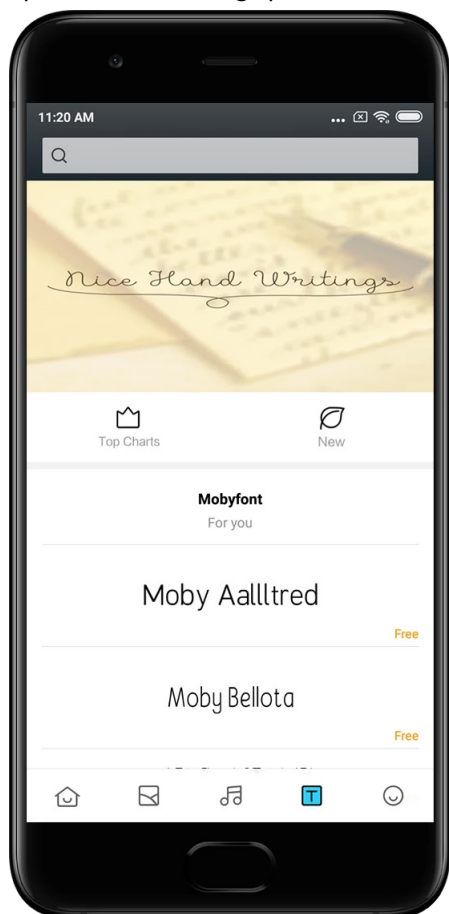 11:20 AM
Nice Hand Writings
Top Charts
New
Mobyfont
For you
Moby Aallltred
Free
Moby Bellota
Free
T